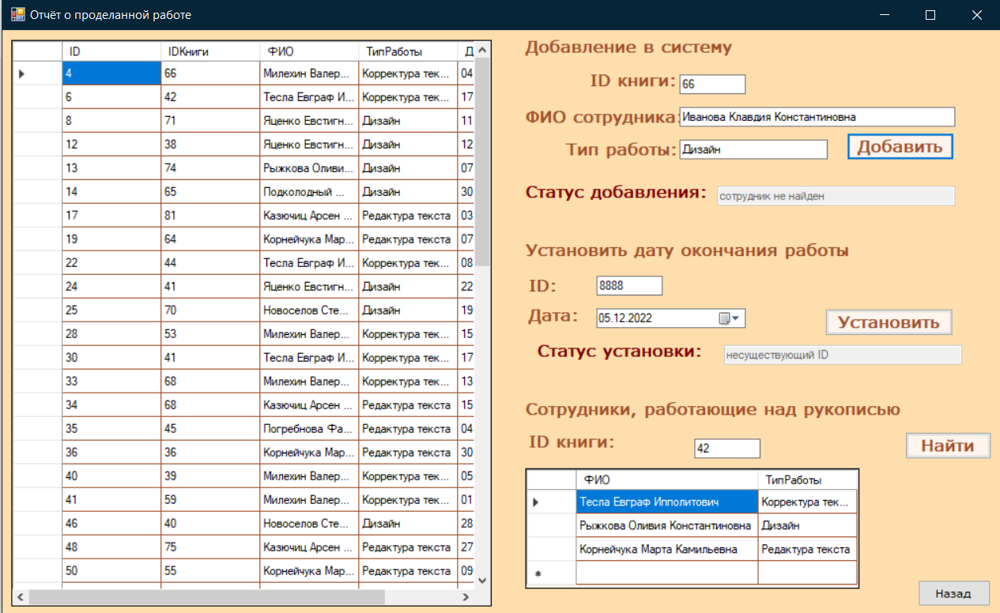 Отчёт о проделанной работе
ID IDКниги ФИО ТипРаботы Д
4 66 Милехин Валер... Корректура тек... 04
6 42 Тесла Евграф И... Корректура тек... 17
8 71 Яценко Евстигн... Дизайн 11
12 38 Яценко Евстигн... Дизайн 12
13 74 Рыжкова Оливи... Дизайн 07
14 65 Подколодный ... Дизайн 30
17 81 Казючиц Арсен ... Редактура текста 03
19 64 Корнейчука Мар... Редактура текста 07
22 44 Тесла Евграф И... Корректура тек... 08
24 41 Яценко Евстигн... Дизайн 22
25 70 Новоселов Сте... Дизайн 19
28 53 Милехин Валер... Корректура тек... 15
30 41 Тесла Евграф И... Корректура тек... 17
33 68 Милехин Валер... Корректура тек... 13
34 68 Казючиц Арсен ... Редактура текста 15
35 45 Погребнова Фа... Редактура текста 04
36 36 Корнейчука Мар... Редактура текста 30
40 39 Милехин Валер... Корректура тек... 05
41 59 Милехин Валер... Корректура тек... 01
46 40 Новоселов Сте... Дизайн 28
48 75 Казючиц Арсен ... Редактура текста 27
50 55 Корнейчука Мар... Редактура текста 09
Добавление в систему
ID книги: 66
ФИО сотрудника: Иванова Клавдия Константиновна
Тип работы: Дизайн Добавить
Статус добавления: сотрудник не найден
Установить дату окончания работы
ID: 8888
Дата: 05.12.2022 Установить
Статус установки: несуществующий ID
Сотрудники, работающие над рукописью
ID книги: 42 Найти
ФИО ТипРаботы
Тесла Евграф Ипполитович Корректура тек...
Рыжкова Оливия Константиновна Дизайн
Корнейчука Марта Камильевна Редактура текста
Назад